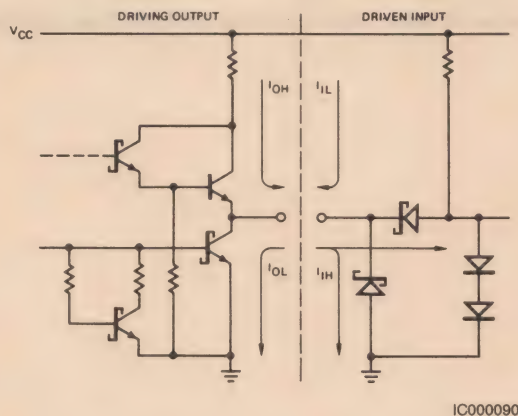 DRIVING OUTPUT
DRIVEN INPUT
VCC
IOH
IIL
IOL
IIH
IC000090